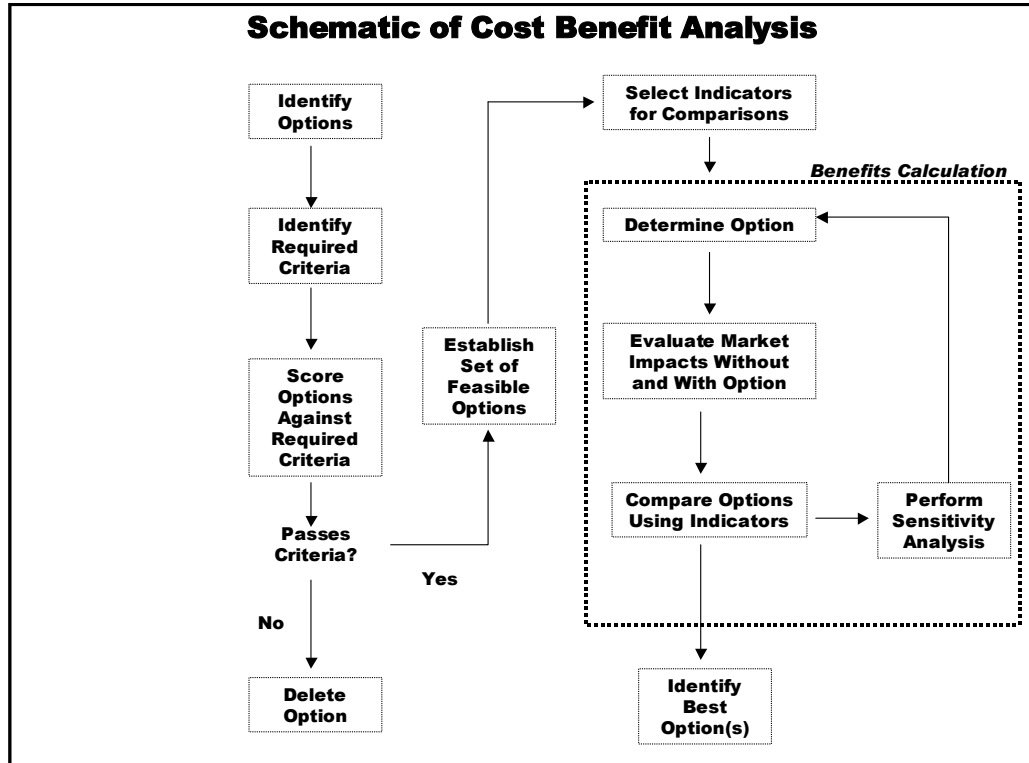 Schematic of Cost Benefit Analysis
Identify
Options
Identify
Required
Criteria
Score
Options
Against
Required
Criteria
Passes
Criteria?
No
Delete
Option
Yes
Establish
Set of
Feasible
Options
Select Indicators
for Comparisons
Benefits Calculation
Determine Option
Evaluate Market
Impacts Without
and With Option
Compare Options
Using Indicators
Perform
Sensitivity
Analysis
Identify
Best
Option(s)